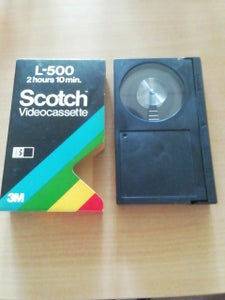 L-500
2 hours 10 min.
Scotch
Videocassette
3M